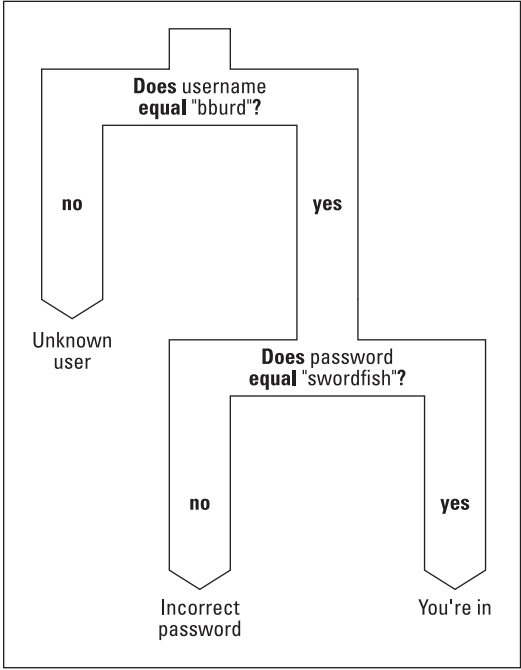 Does username
equal "bburd"?
no
yes
Unknown
user
Does password
equal "swordfish"?
no
yes
Incorrect
password
You're in